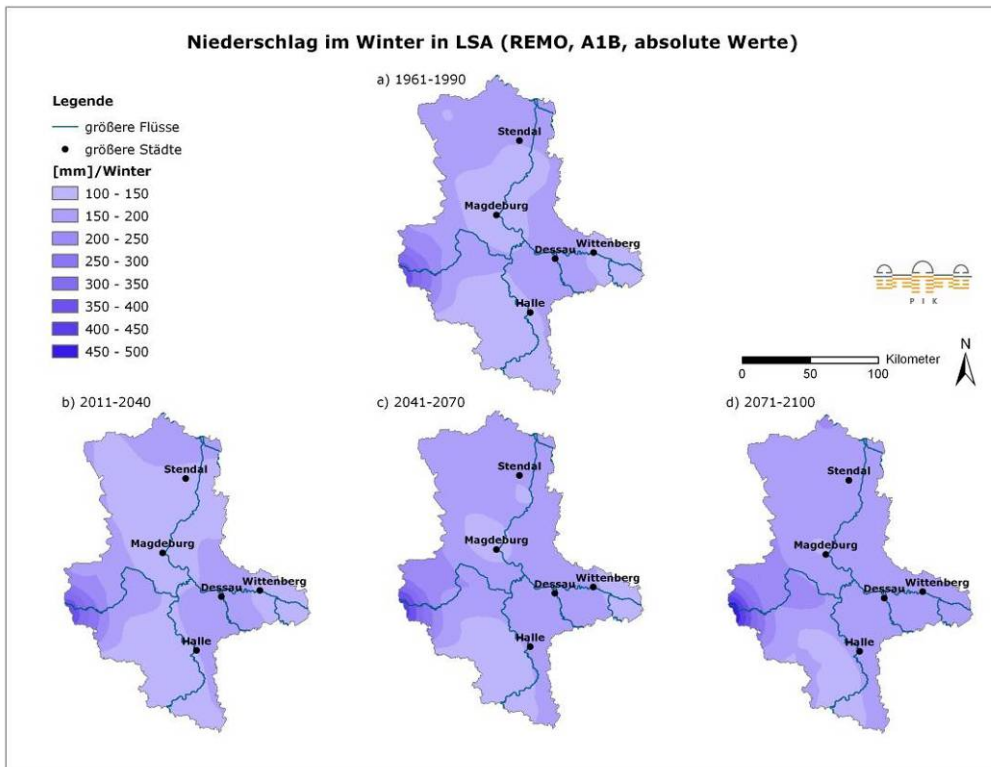 Niederschlag im Winter in LSA (REMO, A1B, absolute Werte)
a) 1961-1990
Legende
größere Flüsse
größere Städte
[mm]/Winter
100 - 150
150 - 200
200 - 250
250 - 300
300 - 350
350 - 400
400 - 450
450 - 500
Stendal
Magdeburg
Dessau
Wittenberg
Halle
P I K
Kilometer
0 50 100
N
b) 2011-2040
Stendal
Magdeburg
Dessau
Wittenberg
Halle
c) 2041-2070
Stendal
Magdeburg
Dessau
Wittenberg
Halle
d) 2071-2100
Stendal
Magdeburg
Dessau
Wittenberg
Halle